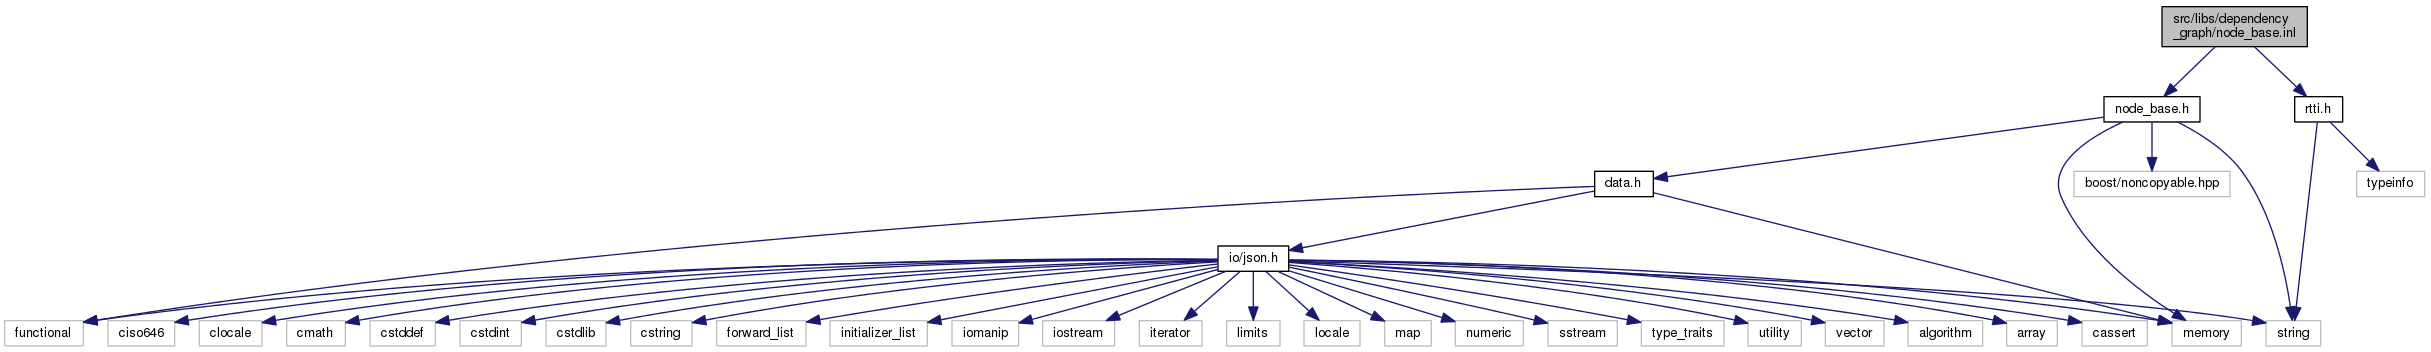 src/libs/dependency
_graph/node_base.inl
node_base.h
rtti.h
data.h
boost/noncopyable.hpp
typeinfo
io/json.h
functional
ciso646
clocale
cmath
cstddef
cstdint
cstdlib
cstring
forward_list
initializer_list
iomanip
iostream
iterator
limits
locale
map
numeric
sstream
type_traits
utility
vector
algorithm
array
cassert
memory
string